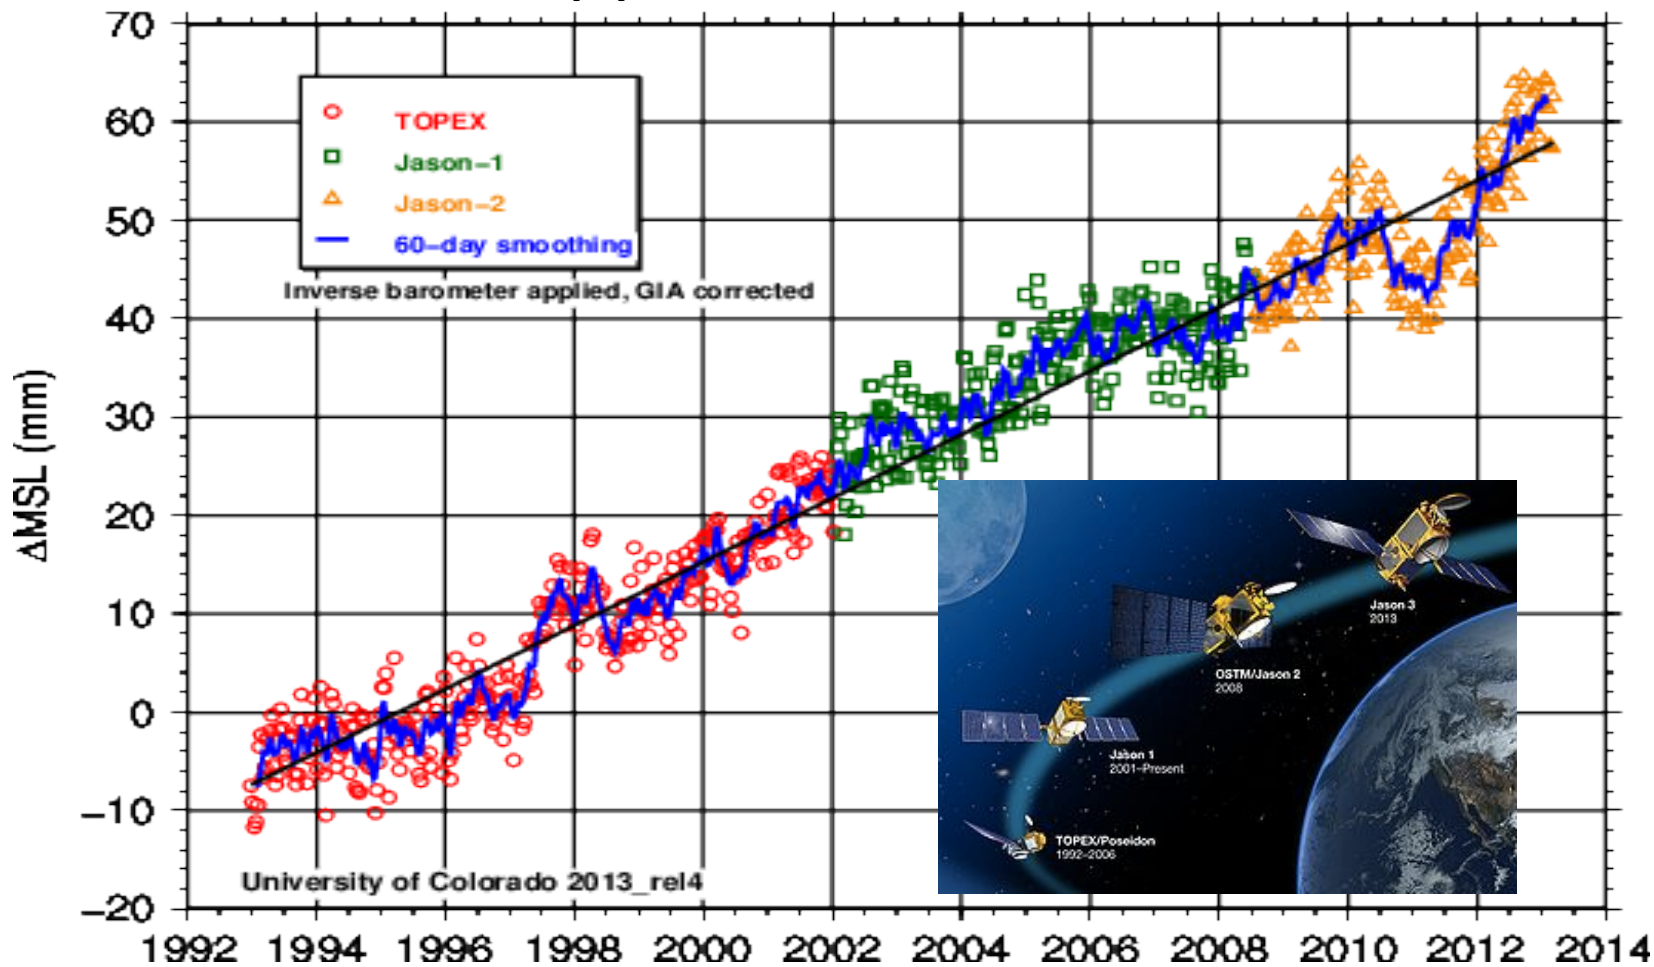 70
60
50
40
30
20
10
0
−10
−20
ΔMSL (mm)
TOPEX
Jason−1
Jason−2
60−day smoothing
Inverse barometer applied, GIA corrected
Jason 3
2013
OSTM/Jason 2
2008
Jason 1
2001–Present
TOPEX/Poseidon
1992–2006
University of Colorado 2013_rel4
1992 1994 1996 1998 2000 2002 2004 2006 2008 2010 2012 2014